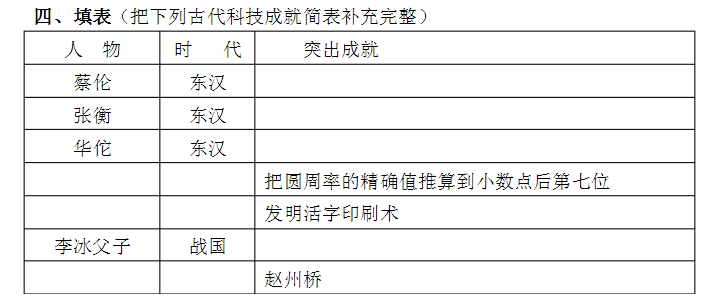 四、填表（把下列古代科技成就简表补充完整）
人 物 时 代 突出成就
蔡伦 东汉
张衡 东汉
华佗 东汉
把圆周率的精确值推算到小数点后第七位
发明活字印刷术
李冰父子 战国
赵州桥